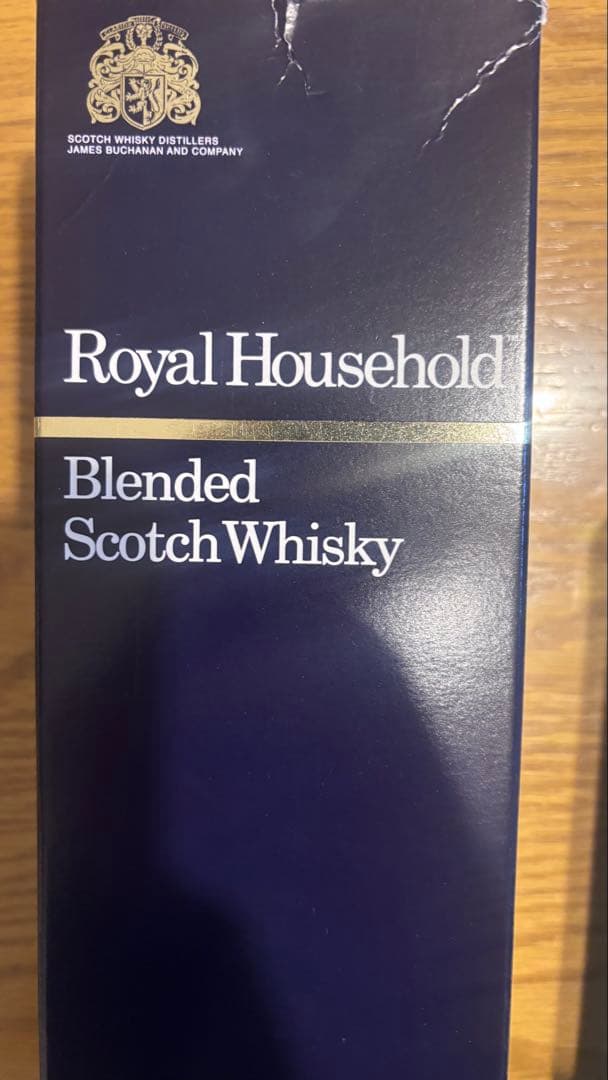 SCOTCH WHISKY DISTILLERS
JAMES BUCHANAN AND COMPANY
Royal Household
Blended
Scotch Whisky